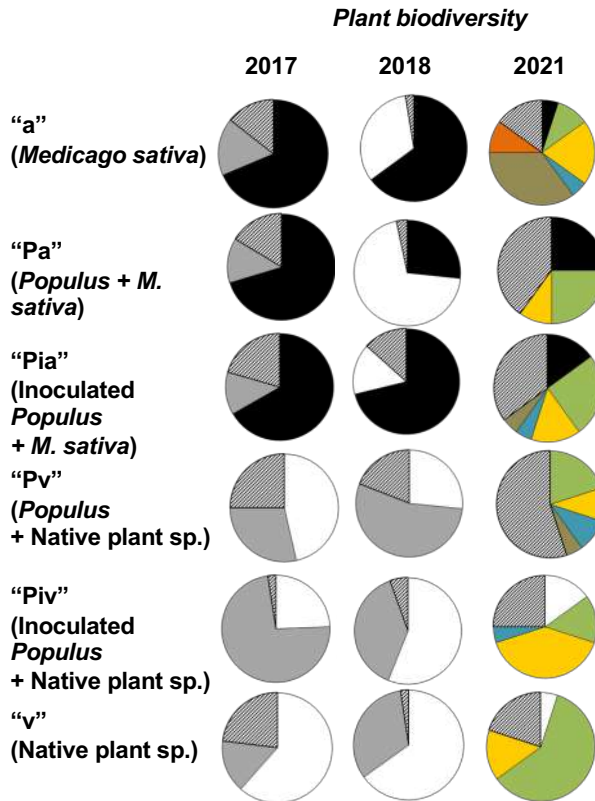 Plant biodiversity
2017 2018 2021
“a”
(Medicago sativa)
“Pa”
(Populus + M.
sativa)
“Pia”
(Inoculated
Populus
+ M. sativa)
“Pv”
(Populus
+ Native plant sp.)
“Piv”
(Inoculated
Populus
+ Native plant sp.)
“v”
(Native plant sp.)